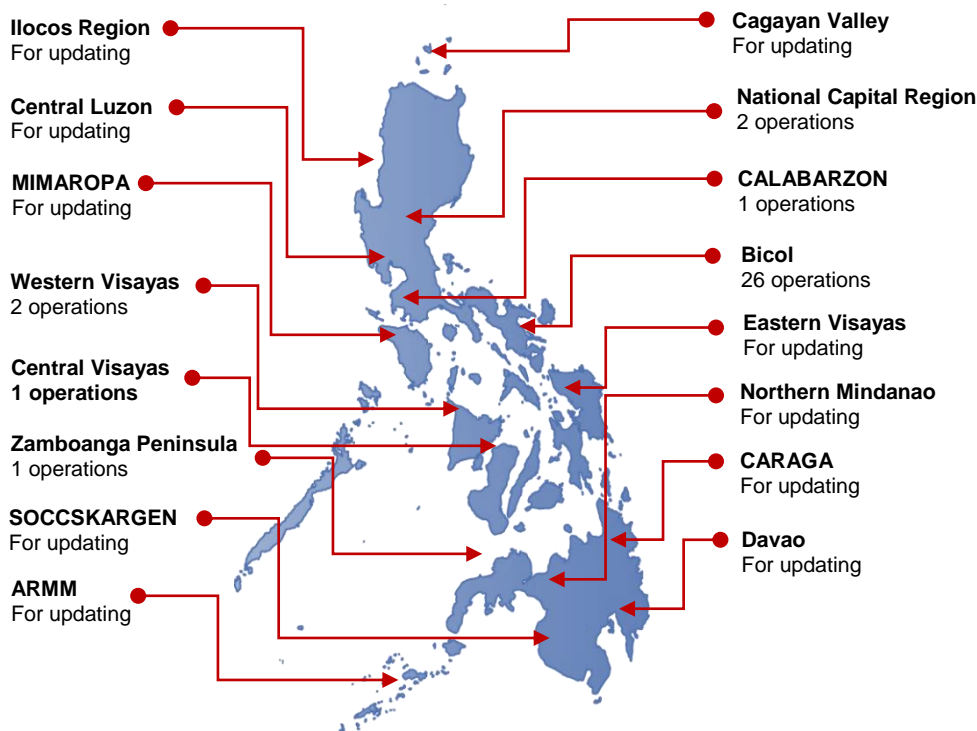 Ilocos Region
For updating
Central Luzon
For updating
MIMAROPA
For updating
Western Visayas
2 operations
Central Visayas
1 operations
Zamboanga Peninsula
1 operations
SOCCSKARGEN
For updating
ARMM
For updating
Cagayan Valley
For updating
National Capital Region
2 operations
CALABARZON
1 operations
Bicol
26 operations
Eastern Visayas
For updating
Northern Mindanao
For updating
CARAGA
For updating
Davao
For updating